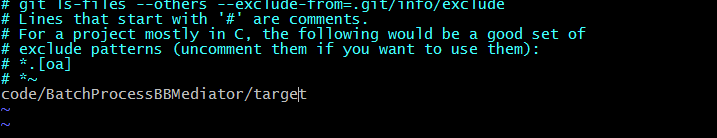 # git ls-files --others --exclude-from=.git/info/exclude
# Lines that start with '#' are comments.
# For a project mostly in C, the following would be a good set of
# exclude patterns (uncomment them if you want to use them):
# *.[oa]
# *~
code/BatchProcessBBMediator/target
~
~